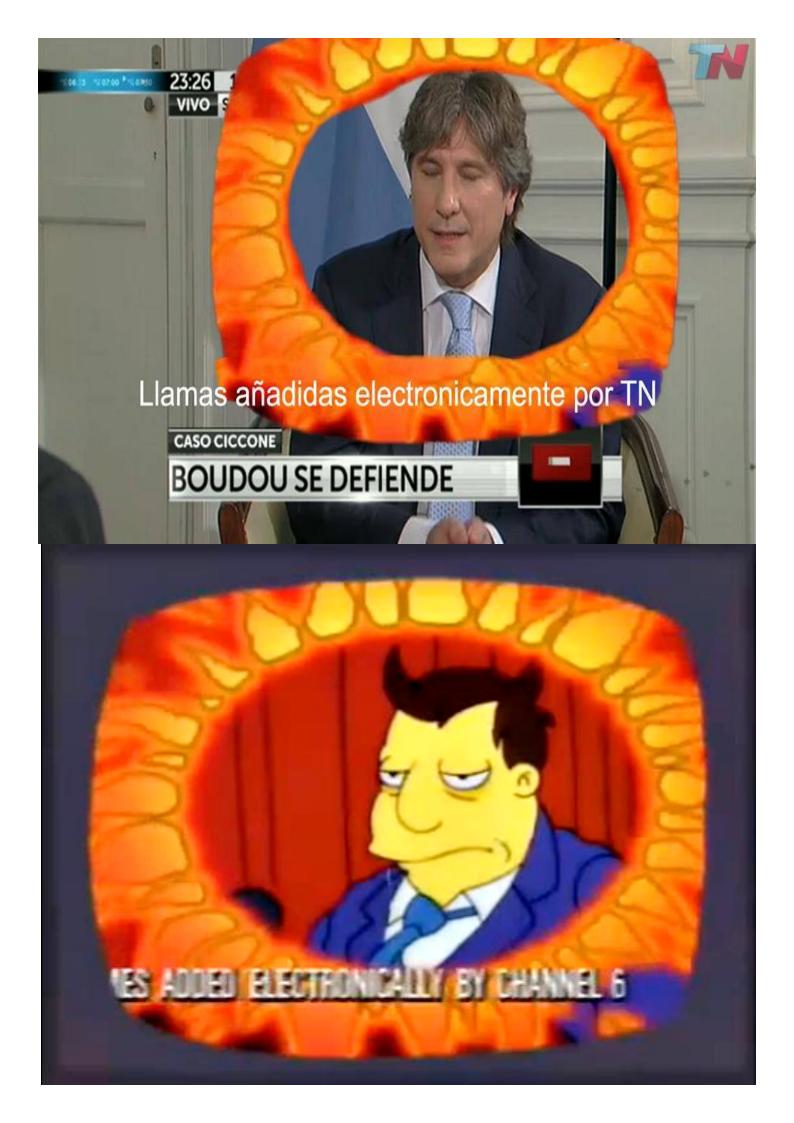 23:26
VIVO
TN
Llamas añadidas electronicamente por TN
CASO CICCONE
BOUDOU SE DEFIENDE
MES ADDED ELECTRONICALLY BY CHANNEL 6